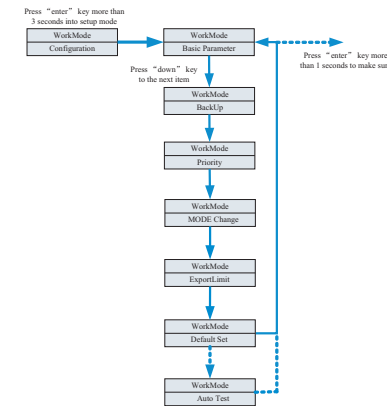 Press “enter” key more than
3 seconds into setup mode
WorkMode
Configuration
WorkMode
Basic Parameter
Press “enter” key more
than 1 seconds to make sur
Press “down” key
to the next item
WorkMode
BackUp
WorkMode
Priority
WorkMode
MODE Change
WorkMode
ExportLimit
WorkMode
Default Set
WorkMode
Auto Test